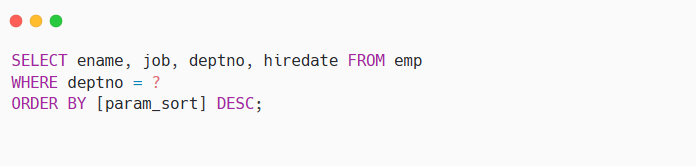 SELECT ename, job, deptno, hiredate FROM emp
WHERE deptno = ?
ORDER BY [param_sort] DESC;